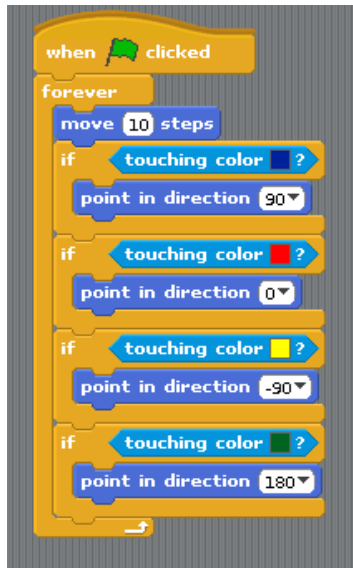 when clicked
forever
move 10 steps
if touching color ?
point in direction 90
if touching color ?
point in direction 0
if touching color ?
point in direction -90
if touching color ?
point in direction 180